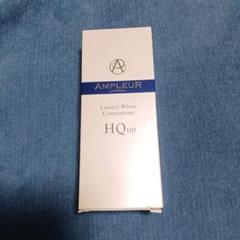 AMPLEUR
Luxury White
Concentrate
HQ110